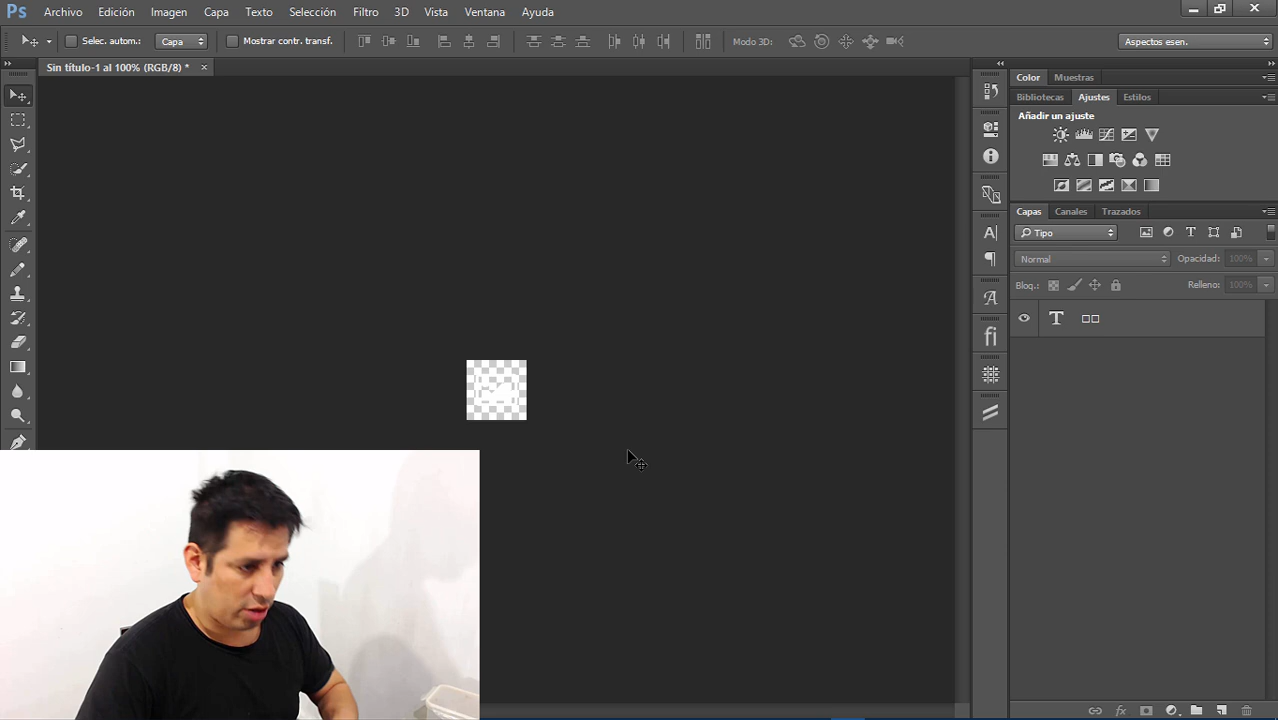 Ps Archivo Edición Imagen Capa Texto Selección Filtro 3D Vista Ventana Ayuda
Selec. autom.: Capa Mostrar contr. transf. Modo 3D: Aspectos esen.
Sin título-1 al 100% (RGB/8) *
Color Muestras
Bibliotecas Ajustes Estilos
Añadir un ajuste
Capas Canales Trazados
Tipo
Normal Opacidad: 100%
Bloq.: Relleno: 100%